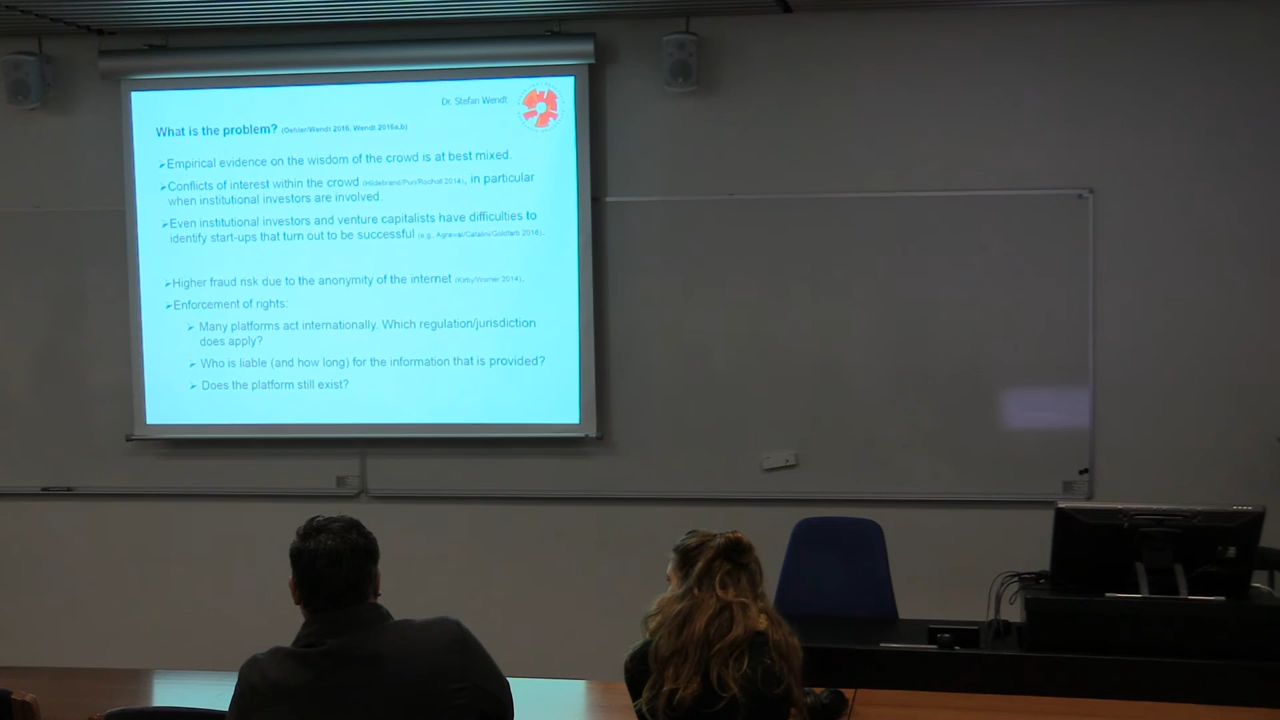 Dr. Stefan Wendt
What is the problem? (Oehler/Wendt 2016, Wendt 2016a,b)
➢Empirical evidence on the wisdom of the crowd is at best mixed.
➢Conflicts of interest within the crowd (Hildebrand/Puri/Rocholl 2014), in particular
when institutional investors are involved.
➢Even institutional investors and venture capitalists have difficulties to
identify start-ups that turn out to be successful (e.g., Agrawal/Catalini/Goldfarb 2016).
➢Higher fraud risk due to the anonymity of the internet (Kirby/Worner 2014).
➢Enforcement of rights:
➢ Many platforms act internationally. Which regulation/jurisdiction
does apply?
➢ Who is liable (and how long) for the information that is provided?
➢ Does the platform still exist?